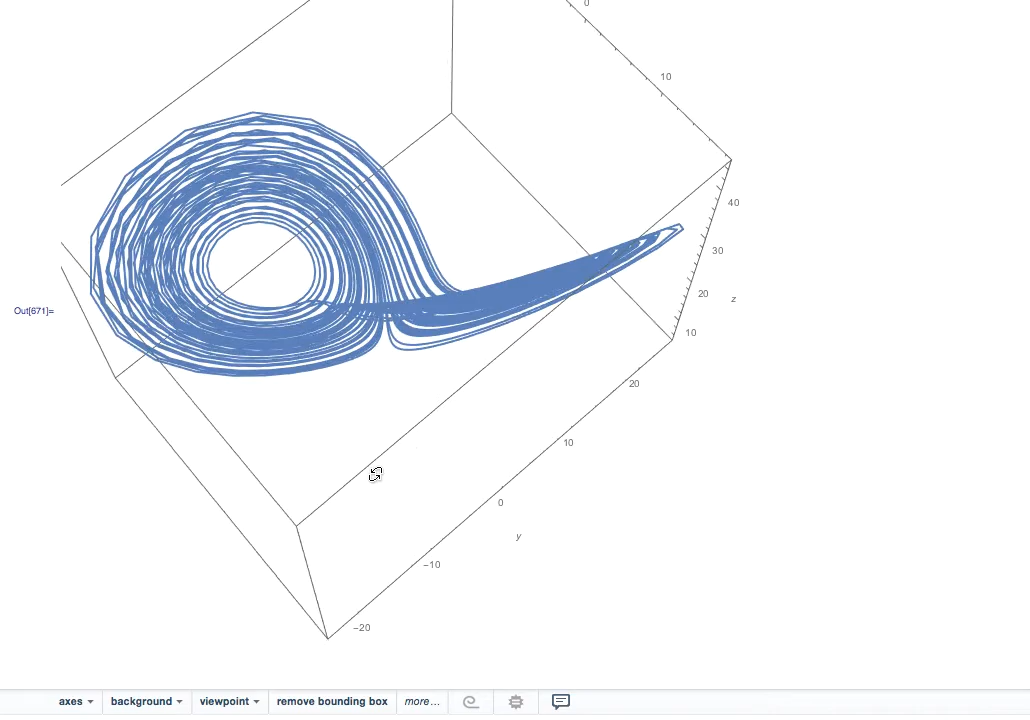 0
10
40
30
Out[671]=
20
z
10
20
10
0
y
−10
−20
axes
background
viewpoint
remove bounding box
more...